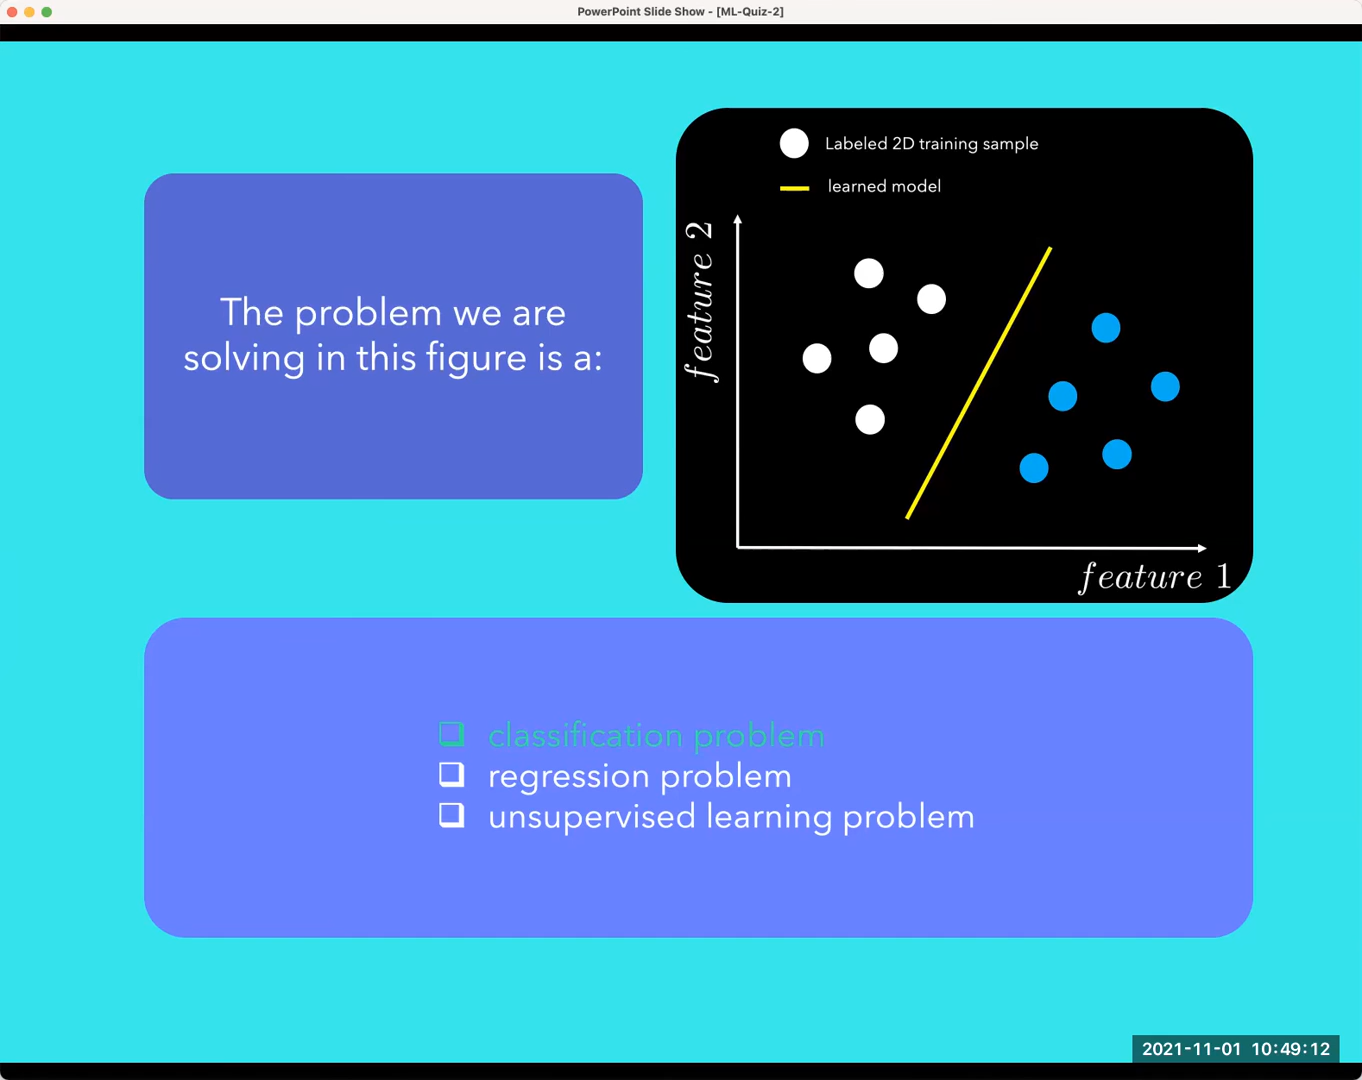 PowerPoint Slide Show - [ML-Quiz-2]
The problem we are
solving in this figure is a:
Labeled 2D training sample
learned model
feature 2
feature 1
classification problem
regression problem
unsupervised learning problem
2021-11-01 10:49:12